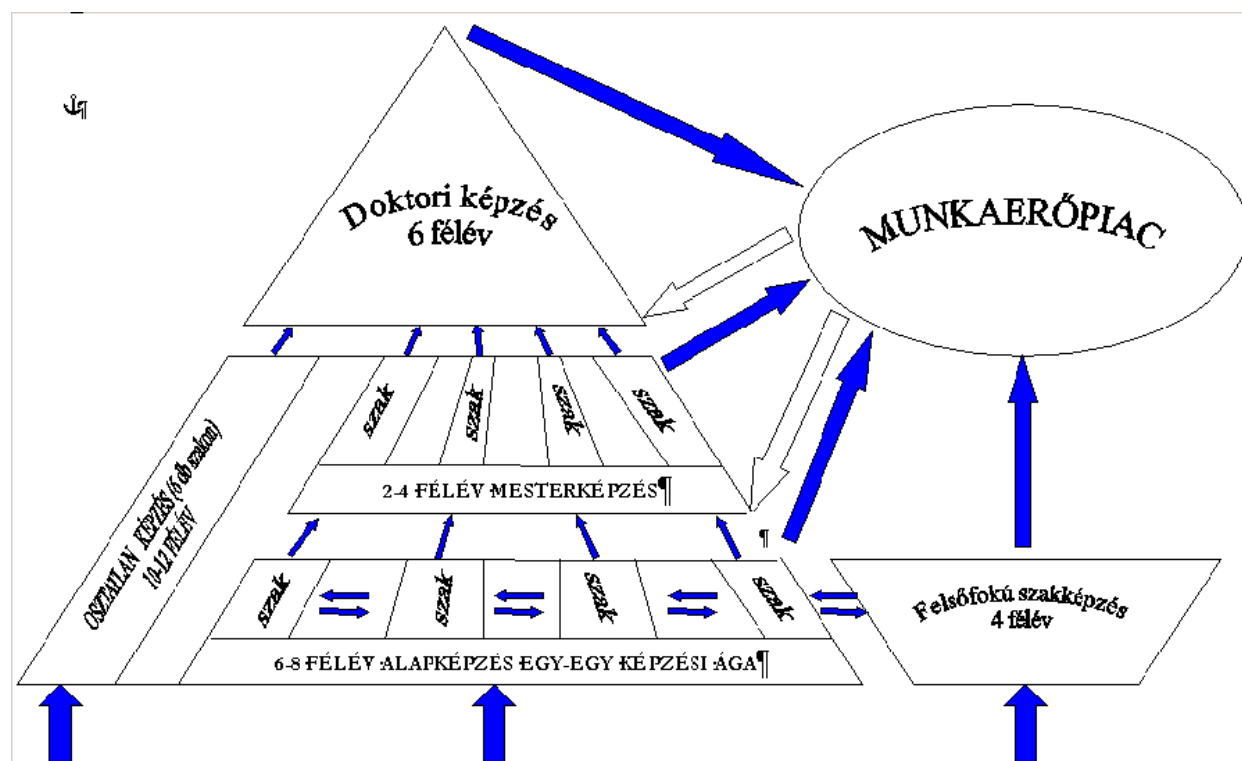 Doktori képzés
6 félév
MUNKAERŐPIAC
szak
szak
szak
szak
OSZTATLAN KÉPZÉS (6 db szakon)
10-12 FÉLÉV
2-4 FÉLÉV MESTERKÉPZÉS¶
¶
szak
szak
szak
szak
Felsőfokú szakképzés
4 félév
6-8 FÉLÉV ALAPKÉPZÉS EGY-EGY KÉPZÉSI ÁGA¶